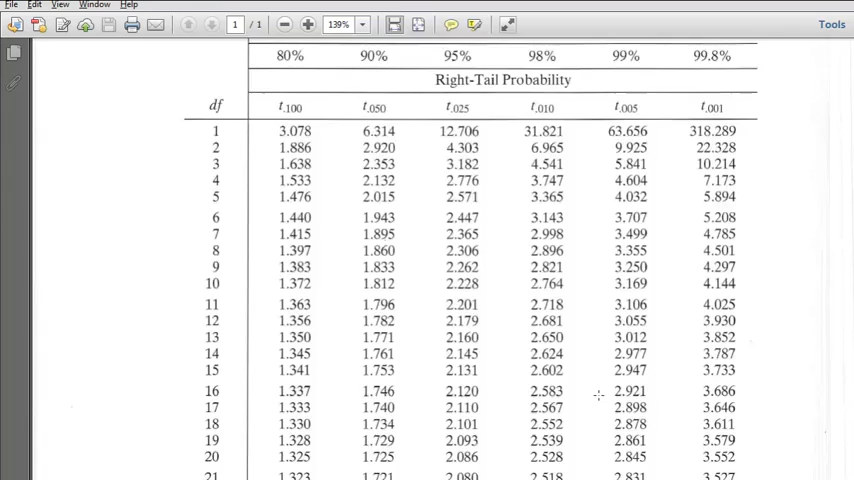 File Edit View Window Help
1 / 1 139% Tools
80% 90% 95% 98% 99% 99.8%
Right-Tail Probability
df t.100 t.050 t.025 t.010 t.005 t.001
1 3.078 6.314 12.706 31.821 63.656 318.289
2 1.886 2.920 4.303 6.965 9.925 22.328
3 1.638 2.353 3.182 4.541 5.841 10.214
4 1.533 2.132 2.776 3.747 4.604 7.173
5 1.476 2.015 2.571 3.365 4.032 5.894
6 1.440 1.943 2.447 3.143 3.707 5.208
7 1.415 1.895 2.365 2.998 3.499 4.785
8 1.397 1.860 2.306 2.896 3.355 4.501
9 1.383 1.833 2.262 2.821 3.250 4.297
10 1.372 1.812 2.228 2.764 3.169 4.144
11 1.363 1.796 2.201 2.718 3.106 4.025
12 1.356 1.782 2.179 2.681 3.055 3.930
13 1.350 1.771 2.160 2.650 3.012 3.852
14 1.345 1.761 2.145 2.624 2.977 3.787
15 1.341 1.753 2.131 2.602 2.947 3.733
16 1.337 1.746 2.120 2.583 2.921 3.686
17 1.333 1.740 2.110 2.567 2.898 3.646
18 1.330 1.734 2.101 2.552 2.878 3.611
19 1.328 1.729 2.093 2.539 2.861 3.579
20 1.325 1.725 2.086 2.528 2.845 3.552
21 1.323 1.721 2.080 2.518 2.831 3.527